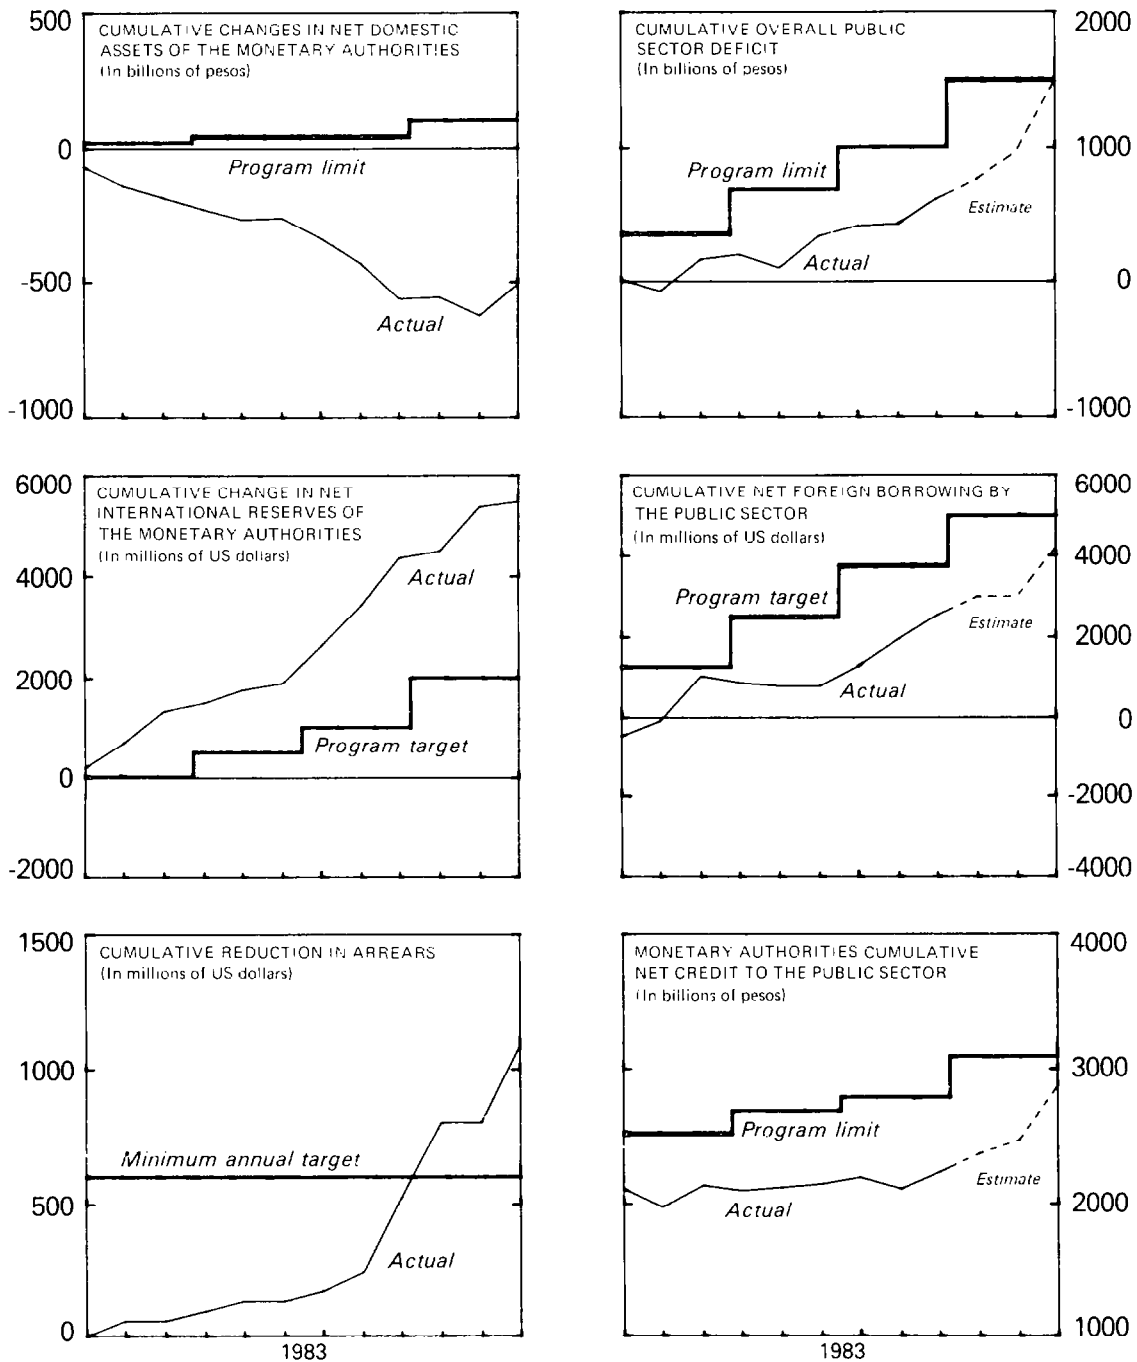 CUMULATIVE CHANGES IN NET DOMESTIC
ASSETS OF THE MONETARY AUTHORITIES
(In billions of pesos)
500
0
-500
-1000
Program limit
Actual
CUMULATIVE OVERALL PUBLIC
SECTOR DEFICIT
(In billions of pesos)
2000
1000
0
-1000
Program limit
Estimate
Actual
CUMULATIVE CHANGE IN NET
INTERNATIONAL RESERVES OF
THE MONETARY AUTHORITIES
(In millions of US dollars)
6000
4000
2000
0
-2000
Actual
Program target
CUMULATIVE NET FOREIGN BORROWING BY
THE PUBLIC SECTOR
(In millions of US dollars)
6000
4000
2000
0
-2000
-4000
Program target
Estimate
Actual
CUMULATIVE REDUCTION IN ARREARS
(In millions of US dollars)
1500
1000
500
0
Minimum annual target
Actual
1983
MONETARY AUTHORITIES CUMULATIVE
NET CREDIT TO THE PUBLIC SECTOR
(In billions of pesos)
4000
3000
2000
1000
Program limit
Estimate
Actual
1983